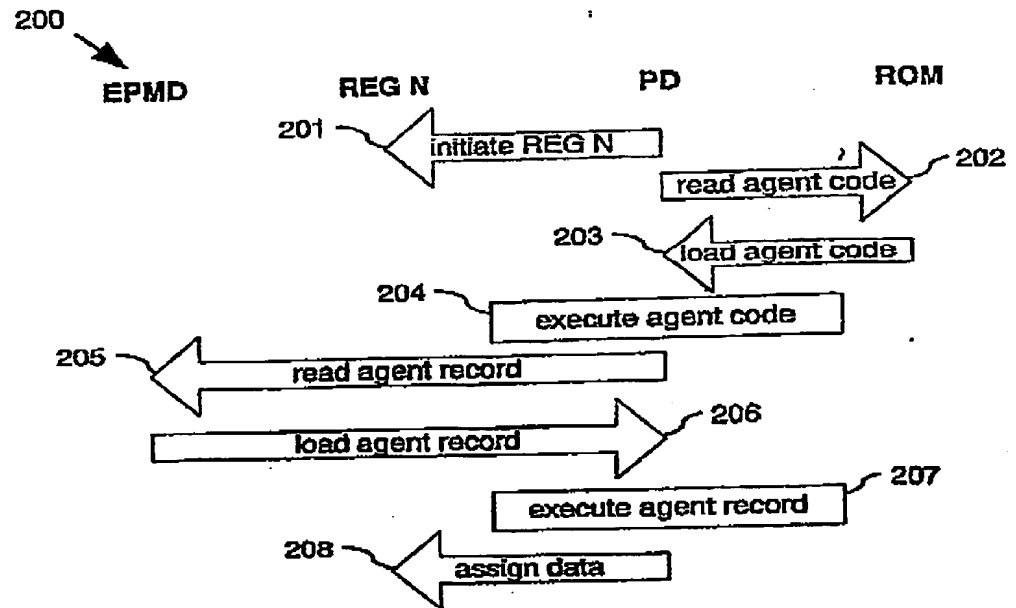 200
EPMD REG N PD ROM
201 initiate REG N
read agent code 202
203 load agent code
204 execute agent code
205 read agent record
load agent record 206
execute agent record 207
208 assign data